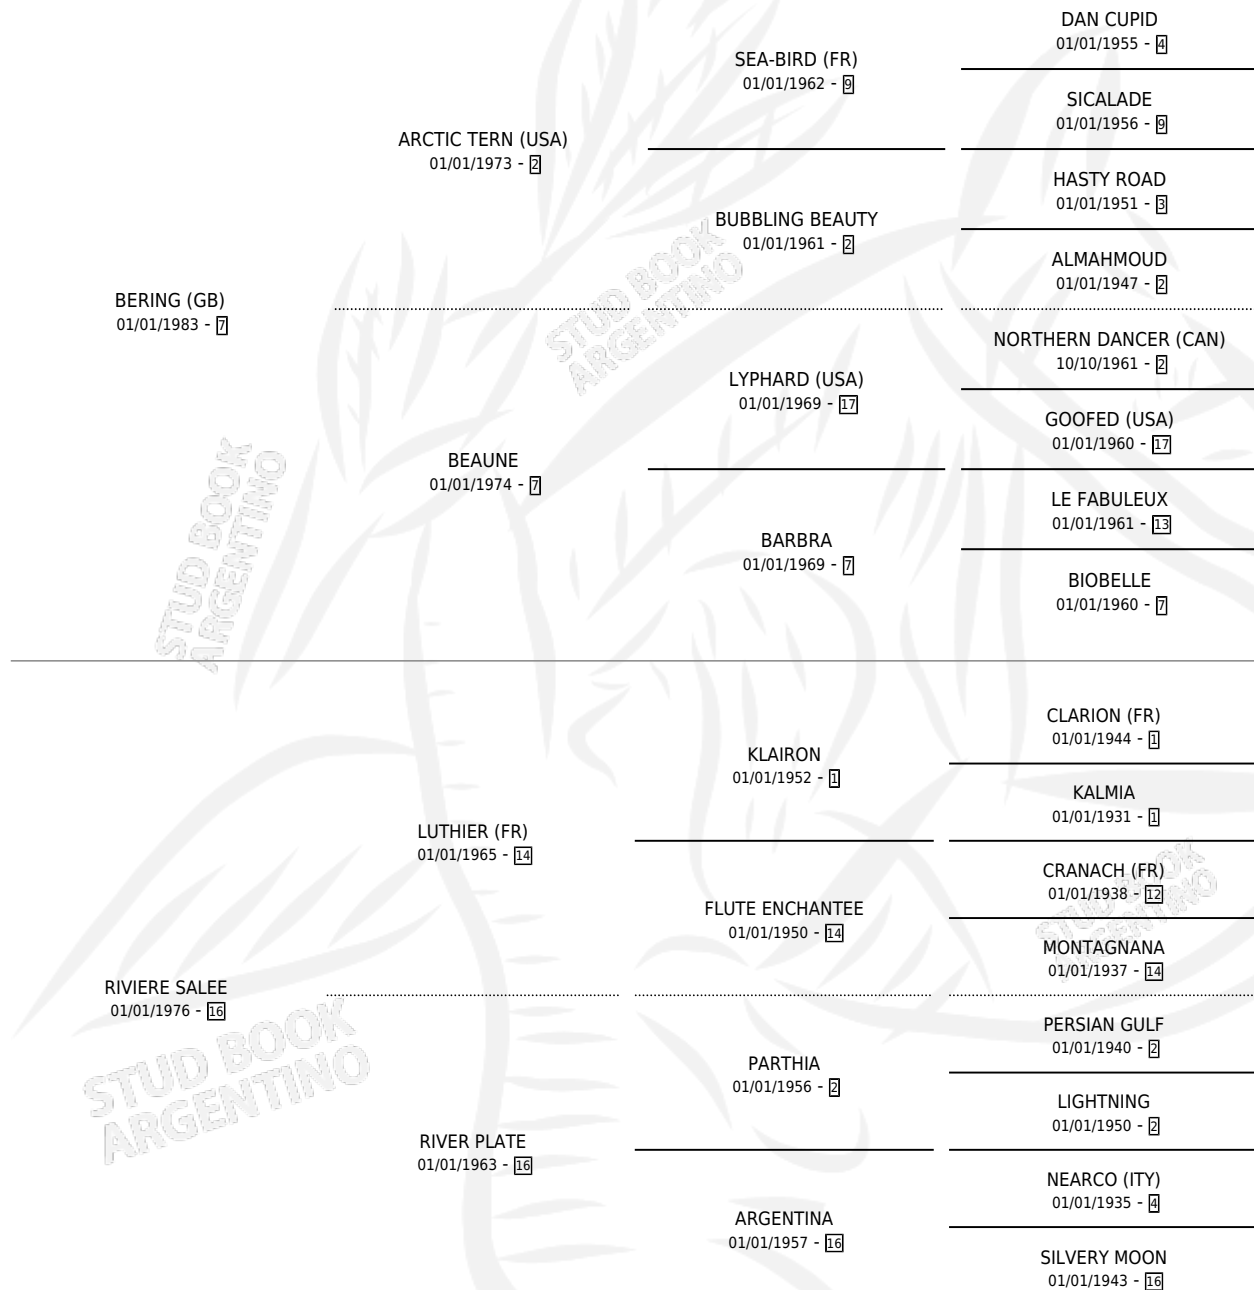 DAN CUPID
01/01/1955 - 4
SEA-BIRD (FR)
01/01/1962 - 9
SICALADE
01/01/1956 - 9
ARCTIC TERN (USA)
01/01/1973 - 2
HASTY ROAD
01/01/1951 - 3
BUBBLING BEAUTY
01/01/1961 - 2
ALMAHMOUD
01/01/1947 - 2
BERING (GB)
01/01/1983 - 7
STUD BOOK
ARGENTINO
NORTHERN DANCER (CAN)
10/10/1961 - 2
LYPHARD (USA)
01/01/1969 - 17
GOOFED (USA)
01/01/1960 - 17
BEAUNE
01/01/1974 - 7
LE FABULEUX
01/01/1961 - 13
BARBRA
01/01/1969 - 7
BIOBELLE
01/01/1960 - 7
STUD BOOK
ARGENTINO
CLARION (FR)
01/01/1944 - 1
KLAIRON
01/01/1952 - 1
KALMIA
01/01/1931 - 1
LUTHIER (FR)
01/01/1965 - 14
CRANACH (FR)
01/01/1938 - 12
FLUTE ENCHANTEE
01/01/1950 - 14
STUD BOOK
ARGENTINO
MONTAGNANA
01/01/1937 - 14
RIVIERE SALEE
01/01/1976 - 16
STUD BOOK
ARGENTINO
PERSIAN GULF
01/01/1940 - 2
PARTHIA
01/01/1956 - 2
LIGHTNING
01/01/1950 - 2
RIVER PLATE
01/01/1963 - 16
NEARCO (ITY)
01/01/1935 - 4
ARGENTINA
01/01/1957 - 16
SILVERY MOON
01/01/1943 - 16